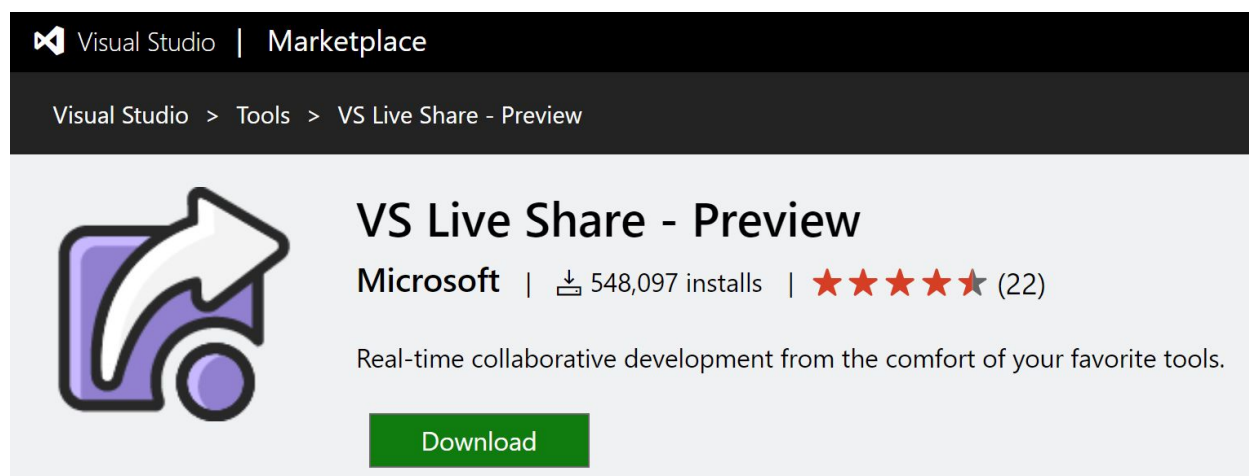 Visual Studio | Marketplace
Visual Studio > Tools > VS Live Share - Preview
VS Live Share - Preview
Microsoft | 548,097 installs | (22)
Real-time collaborative development from the comfort of your favorite tools.
Download